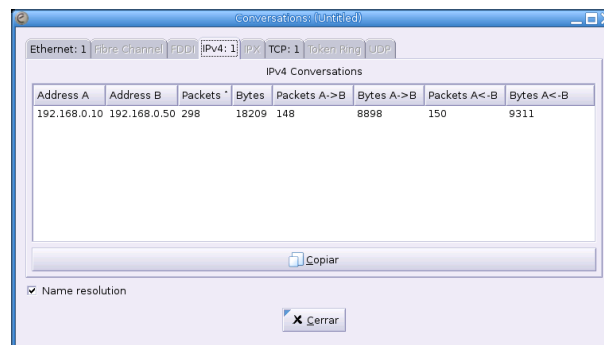 Conversations: (Untitled)
Ethernet: 1 Fibre Channel FDDI IPv4: 1 IPX TCP: 1 Token Ring UDP
IPv4 Conversations
Address A Address B Packets Bytes Packets A->B Bytes A->B Packets A<-B Bytes A<-B
192.168.0.10 192.168.0.50 298 18209 148 8898 150 9311
Copiar
Name resolution
Cerrar